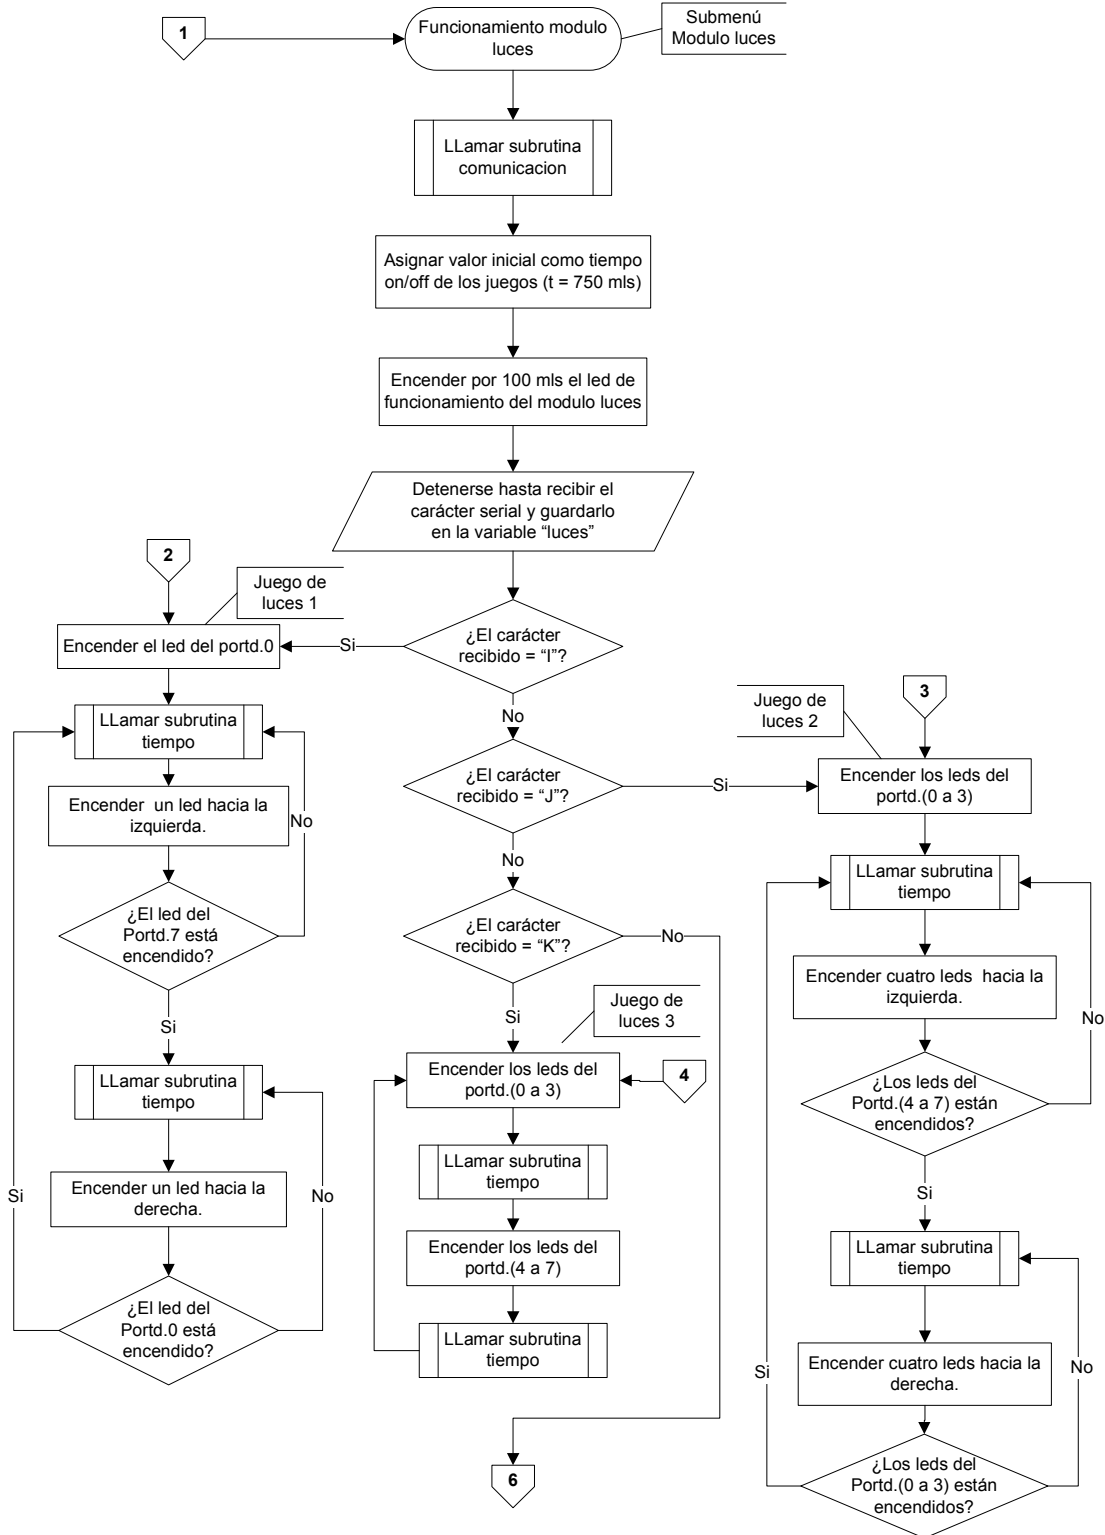 1
Funcionamiento modulo
luces
Submenú
Modulo luces
LLamar subrutina
comunicacion
Asignar valor inicial como tiempo
on/off de los juegos (t = 750 mls)
Encender por 100 mls el led de
funcionamiento del modulo luces
Detenerse hasta recibir el
carácter serial y guardarlo
en la variable “luces”
2
Juego de
luces 1
Encender el led del portd.0
Si
¿El carácter
recibido = “I”?
No
LLamar subrutina
tiempo
Encender  un led hacia la
izquierda.
No
¿El led del
Portd.7 está
encendido?
Si
LLamar subrutina
tiempo
Encender un led hacia la
derecha.
Si
No
¿El led del
Portd.0 está
encendido?
¿El carácter
recibido = “J”?
Si
No
¿El carácter
recibido = “K”?
No
Si
Juego de
luces 3
Encender los leds del
portd.(0 a 3)
4
LLamar subrutina
tiempo
Encender los leds del
portd.(4 a 7)
LLamar subrutina
tiempo
6
3
Juego de
luces 2
Encender los leds del
portd.(0 a 3)
LLamar subrutina
tiempo
Encender cuatro leds  hacia la
izquierda.
No
¿Los leds del
Portd.(4 a 7) están
encendidos?
Si
LLamar subrutina
tiempo
Encender cuatro leds hacia la
derecha.
Si
No
¿Los leds del
Portd.(0 a 3) están
encendidos?